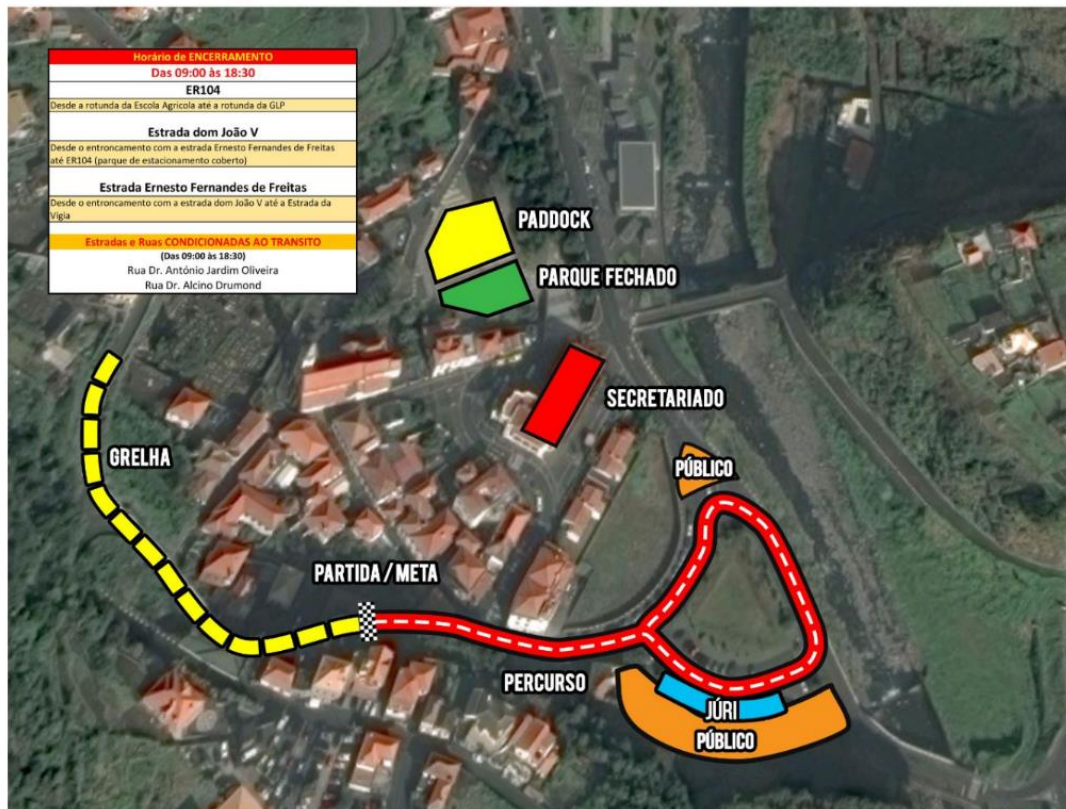 Horário de ENCERRAMENTO
Das 09:00 às 18:30
ER104
Desde a rotunda da Escola Agricola até a rotunda da GLP
Estrada dom João V
Desde o entroncamento com a estrada Ernesto Fernandes de Freitas
até ER104 (parque de estacionamento coberto)
Estrada Ernesto Fernandes de Freitas
Desde o entroncamento com a estrada dom João V até a Estrada da
Vigia
Estradas e Ruas CONDICIONADAS AO TRANSITO
(Das 09:00 às 18:30)
Rua Dr. António Jardim Oliveira
Rua Dr. Alcino Drumond
PADDOCK
PARQUE FECHADO
SECRETARIADO
PÚBLICO
GRELHA
PARTIDA / META
PERCURSO
JÚRI
PÚBLICO